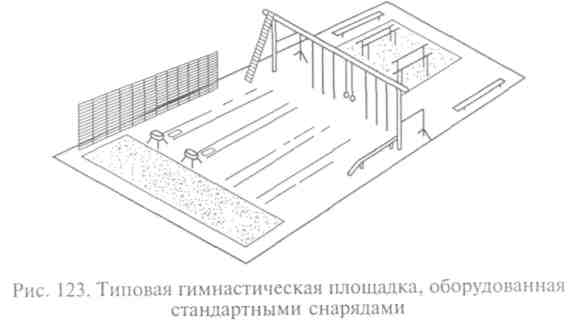 Рис. 123. Типовая гимнастическая площадка, оборудованная
стандартными снарядами